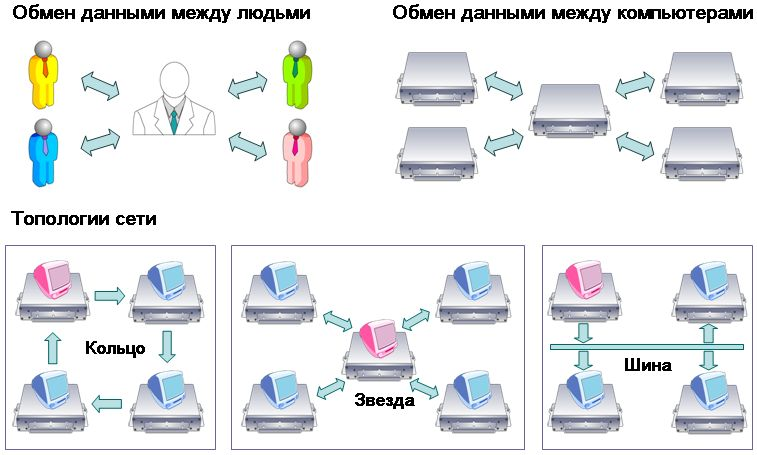 Обмен данными между людьми
Обмен данными между компьютерами
Топологии сети
Кольцо
Звезда
Шина